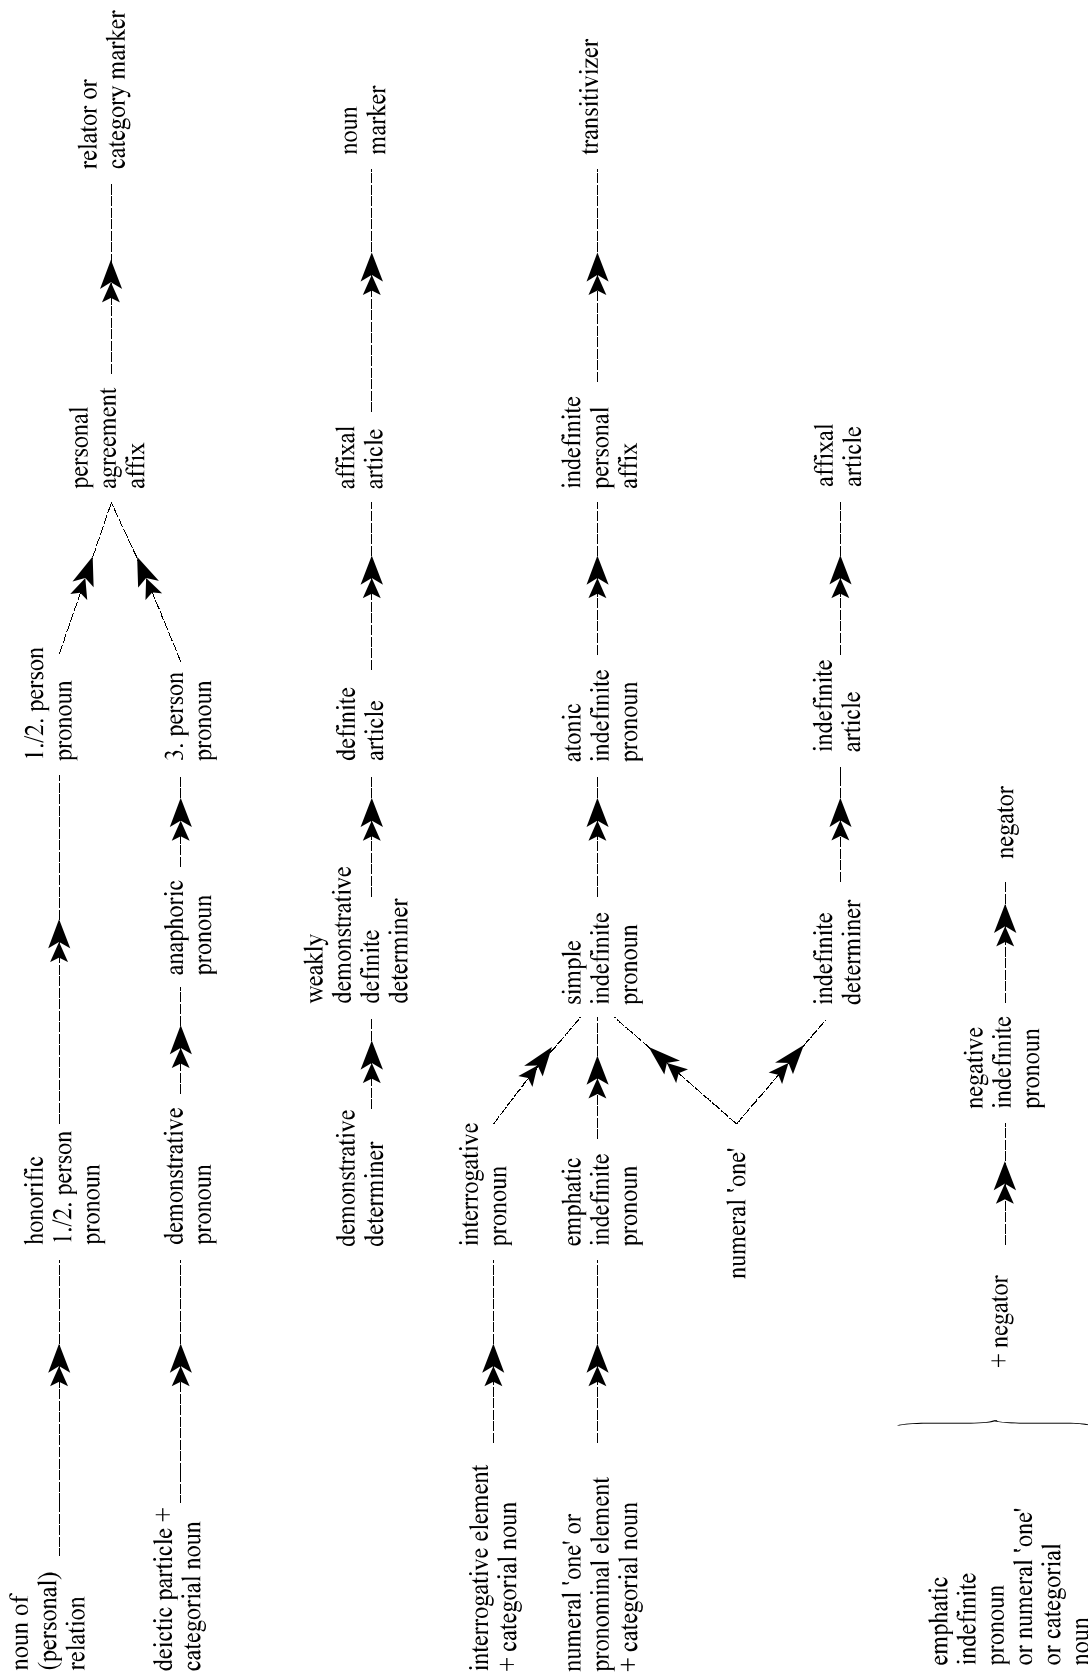 noun of
(personal)
relation
honorific
1./2. person
pronoun
1./2. person
pronoun
deictic particle +
categorial noun
demonstrative
pronoun
anaphoric
pronoun
3. person
pronoun
personal
agreement
affix
relator or
category marker
demonstrative
determiner
weakly
demonstrative
definite
determiner
definite
article
affixal
article
noun
marker
interrogative element
+ categorial noun
interrogative
pronoun
numeral 'one' or
pronominal element
+ categorial noun
emphatic
indefinite
pronoun
simple
indefinite
pronoun
atonic
indefinite
pronoun
indefinite
personal
affix
transitivizer
numeral 'one'
indefinite
determiner
indefinite
article
affixal
article
emphatic
indefinite
pronoun
or numeral 'one'
or categorial
noun
+ negator
negative
indefinite
pronoun
negator